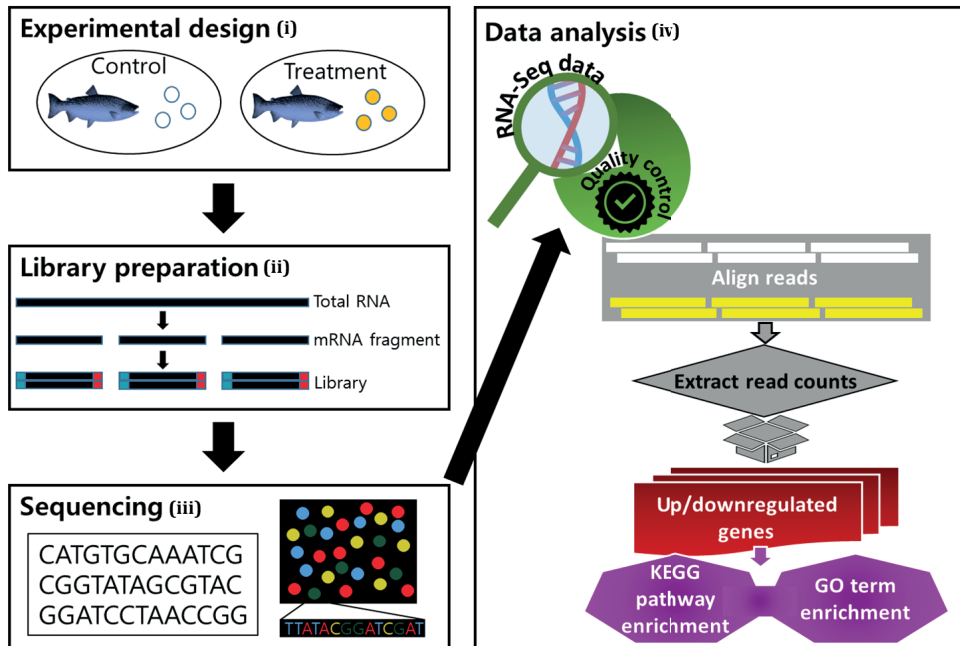 Experimental design (i)
Control
Treatment
Library preparation (ii)
Total RNA
mRNA fragment
Library
Sequencing (iii)
CATGTGCAAATCG
CGGTATAGCGTAC
GGATCCTAACCGG
TTATACGGATCGAT
Data analysis (iv)
RNA-Seq data
Quality control
Align reads
Extract read counts
Up/downregulated
genes
KEGG
pathway
enrichment
GO term
enrichment